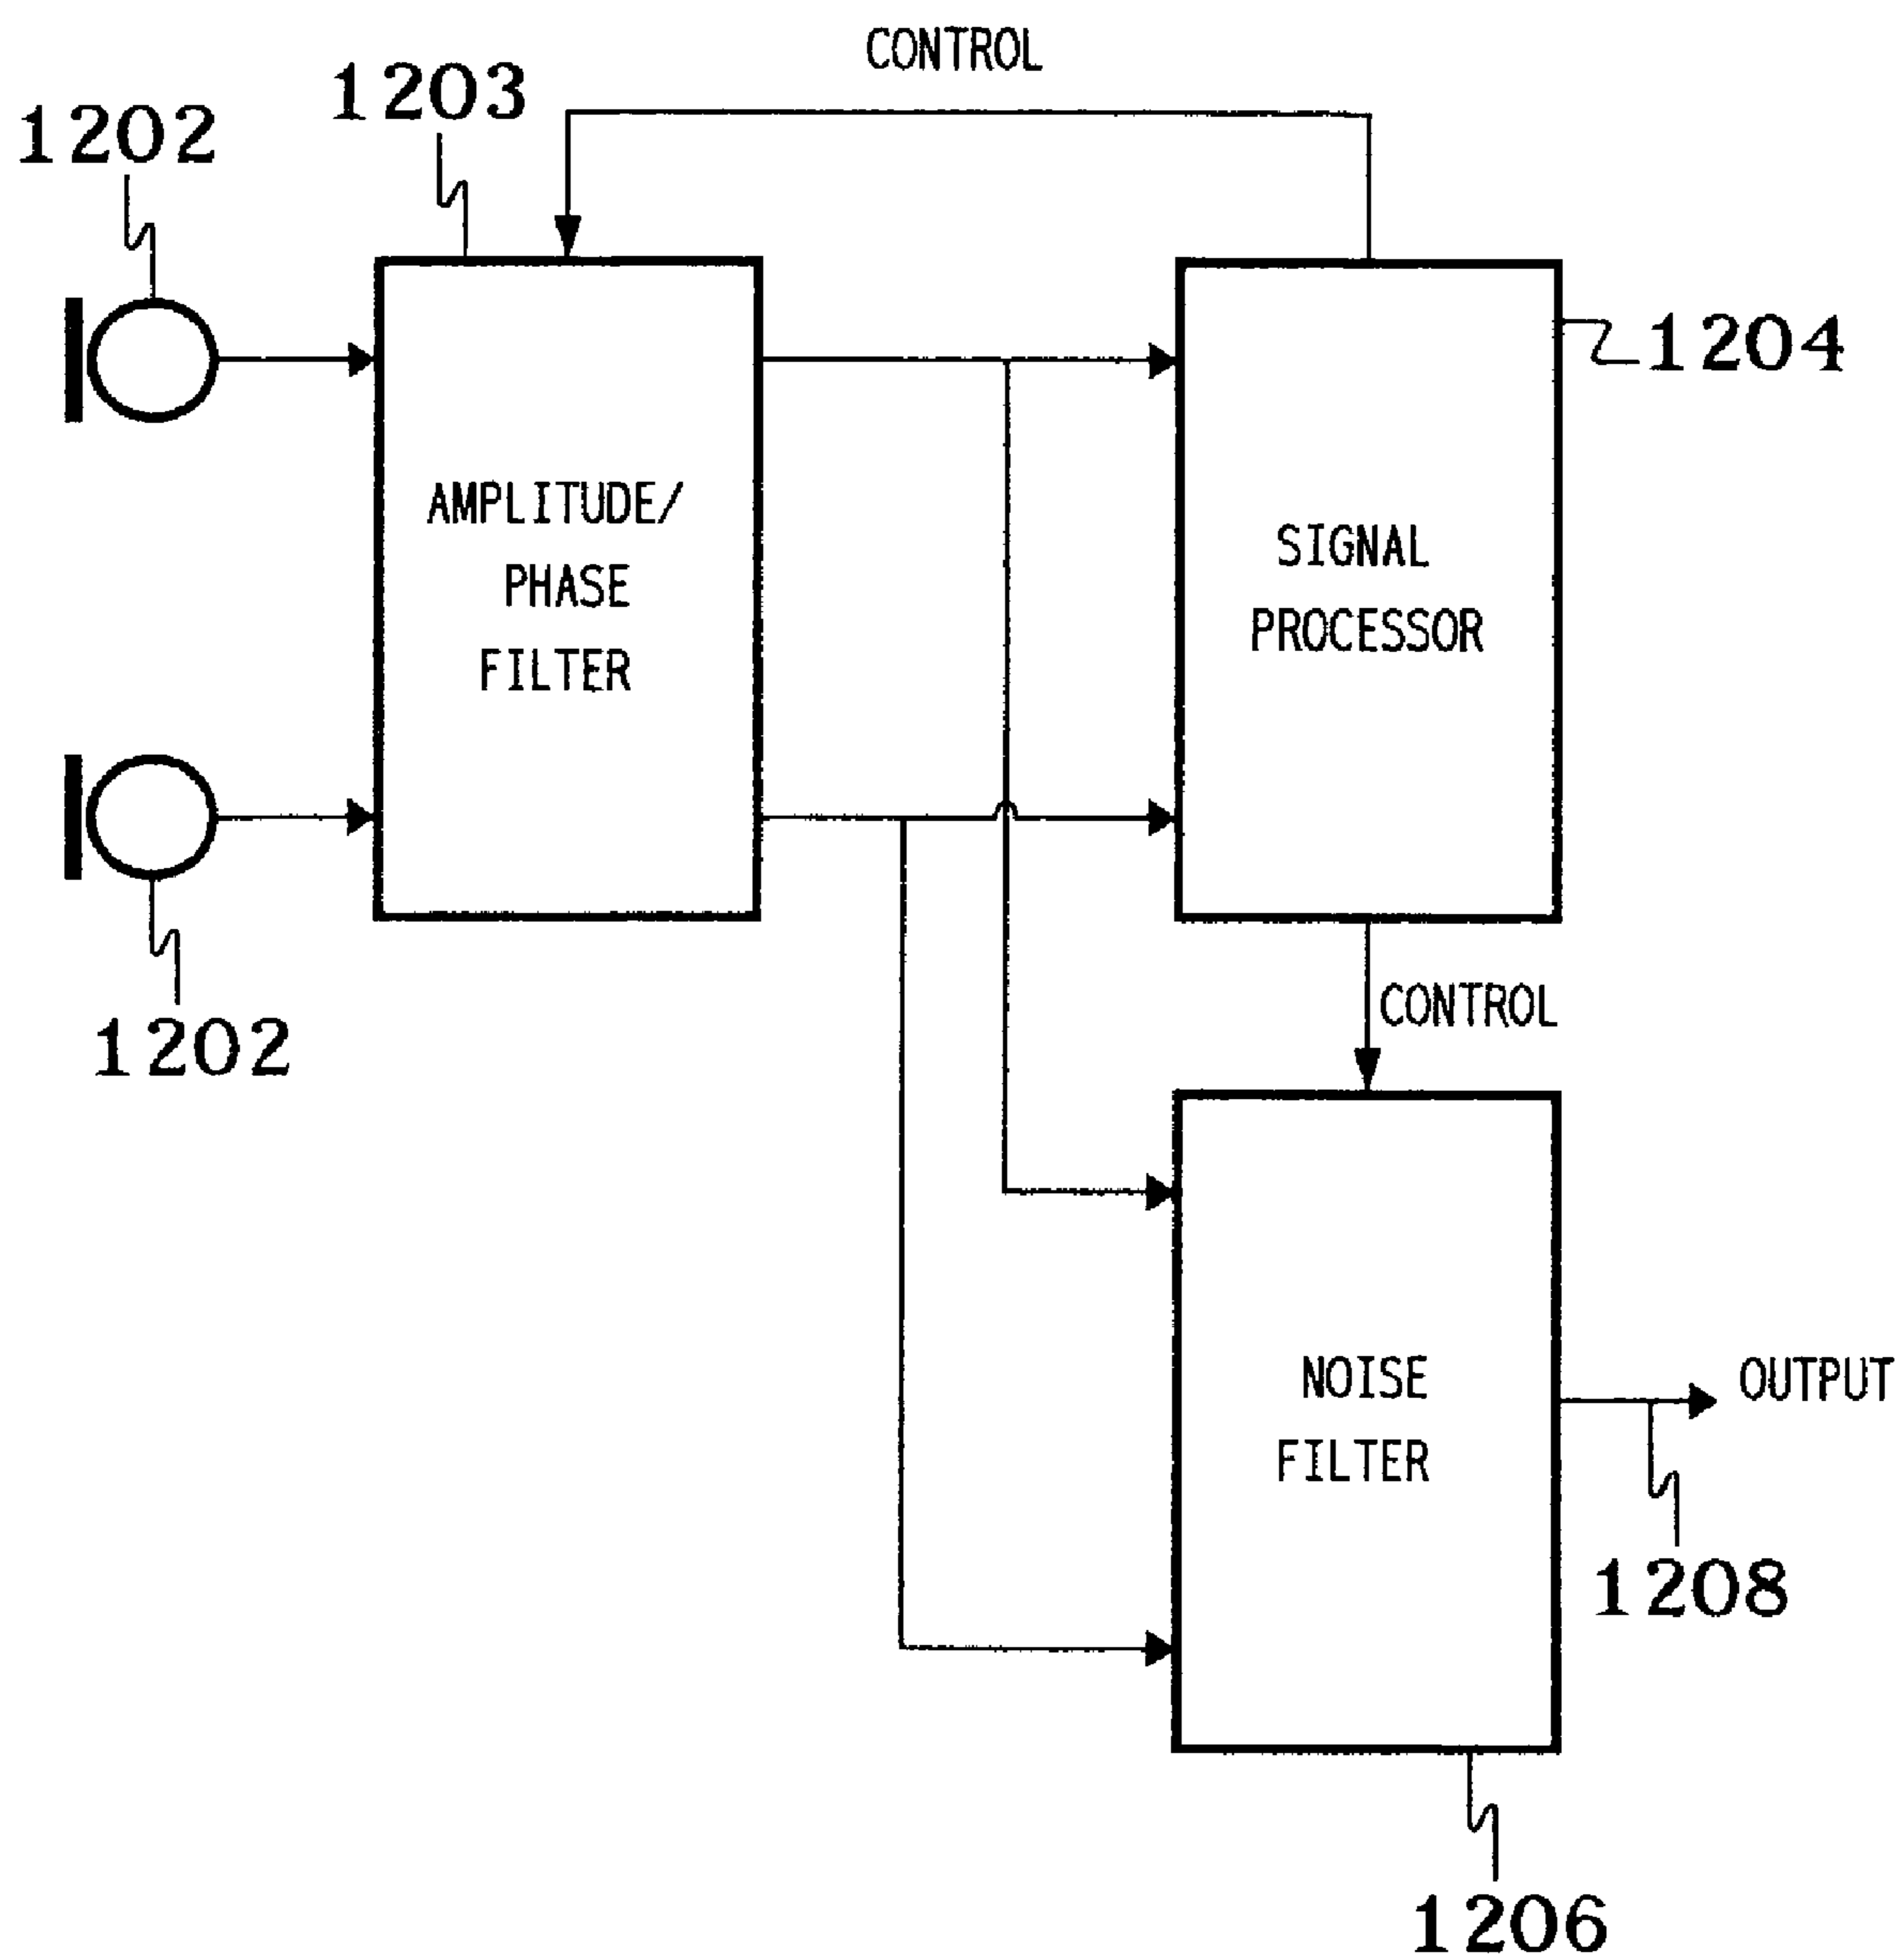 CONTROL
1203
1202
1204
AMPLITUDE/
PHASE
FILTER
SIGNAL
PROCESSOR
CONTROL
1202
NOISE
FILTER
OUTPUT
1208
1206